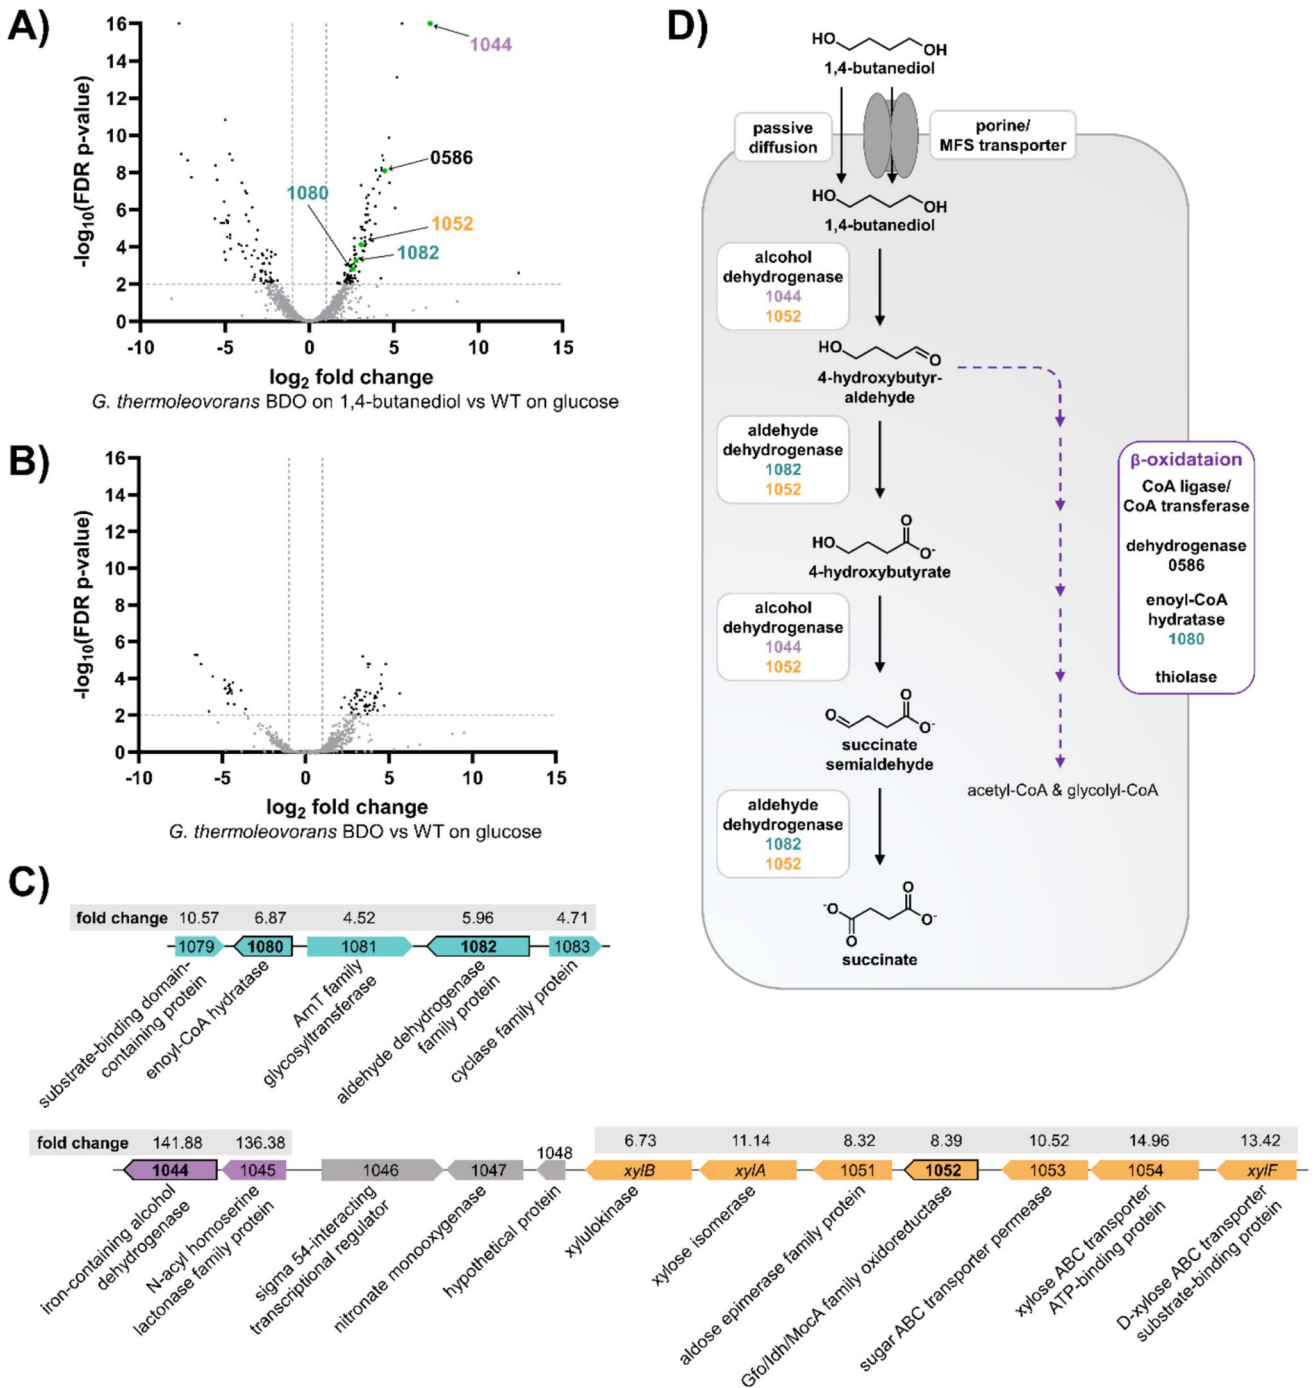 A)
16
14
12
10
8
6
4
2
0
-log10(FDR p-value)
1044
0586
1080
1052
1082
-10
-5
0
5
10
15
log2 fold change
G. thermoleovorans BDO on 1,4-butanediol vs WT on glucose
B)
16
14
12
10
8
6
4
2
0
-log10(FDR p-value)
-10
-5
0
5
10
15
log2 fold change
G. thermoleovorans BDO vs WT on glucose
C)
fold change 10.57 6.87 4.52 5.96 4.71
1079 1080 1081 1082 1083
substrate-binding domain-
containing protein
enoyl-CoA hydratase
ArnT family
glycosyltransferase
aldehyde dehydrogenase
family protein
cyclase family protein
fold change 141.88 136.38
6.73 11.14 8.32 8.39 10.52 14.96 13.42
1044 1045 1046 1047 1048 xylB xylA 1051 1052 1053 1054 xylF
iron-containing alcohol
dehydrogenase
N-acyl homoserine
lactonase family protein
sigma 54-interacting
transcriptional regulator
nitronate monooxygenase
hypothetical protein
xylulokinase
xylose isomerase
aldose epimerase family protein
Gfo/Idh/MocA family oxidoreductase
sugar ABC transporter permease
xylose ABC transporter
ATP-binding protein
D-xylose ABC transporter
substrate-binding protein
D)
HO
OH
1,4-butanediol
passive
diffusion
porine/
MFS transporter
HO
OH
1,4-butanediol
alcohol
dehydrogenase
1044
1052
HO
O
4-hydroxybutyr-
aldehyde
aldehyde
dehydrogenase
1082
1052
O
HO
O-
4-hydroxybutyrate
alcohol
dehydrogenase
1044
1052
O
O
O-
succinate
semialdehyde
aldehyde
dehydrogenase
1082
1052
O
-O
O-
O
succinate
β-oxidataion
CoA ligase/
CoA transferase
dehydrogenase
0586
enoyl-CoA
hydratase
1080
thiolase
acetyl-CoA & glycolyl-CoA